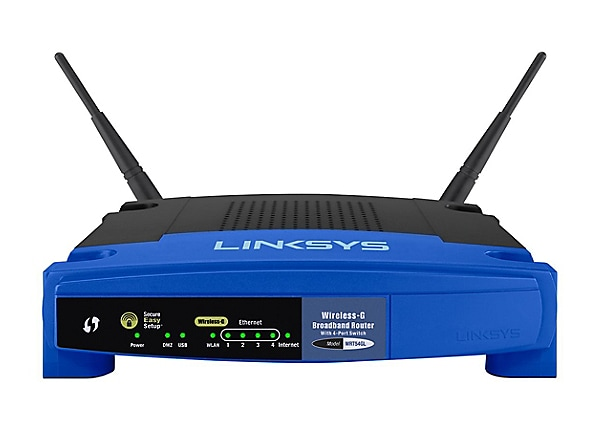 LINKSYS
Secure
Easy
Setup
Wireless-G
Ethernet
Power
DMZ
USB
WLAN
1
2
3
4
Internet
Wireless-G
Broadband Router
With 4-Port Switch
Model WRT54GL
LINKSYS